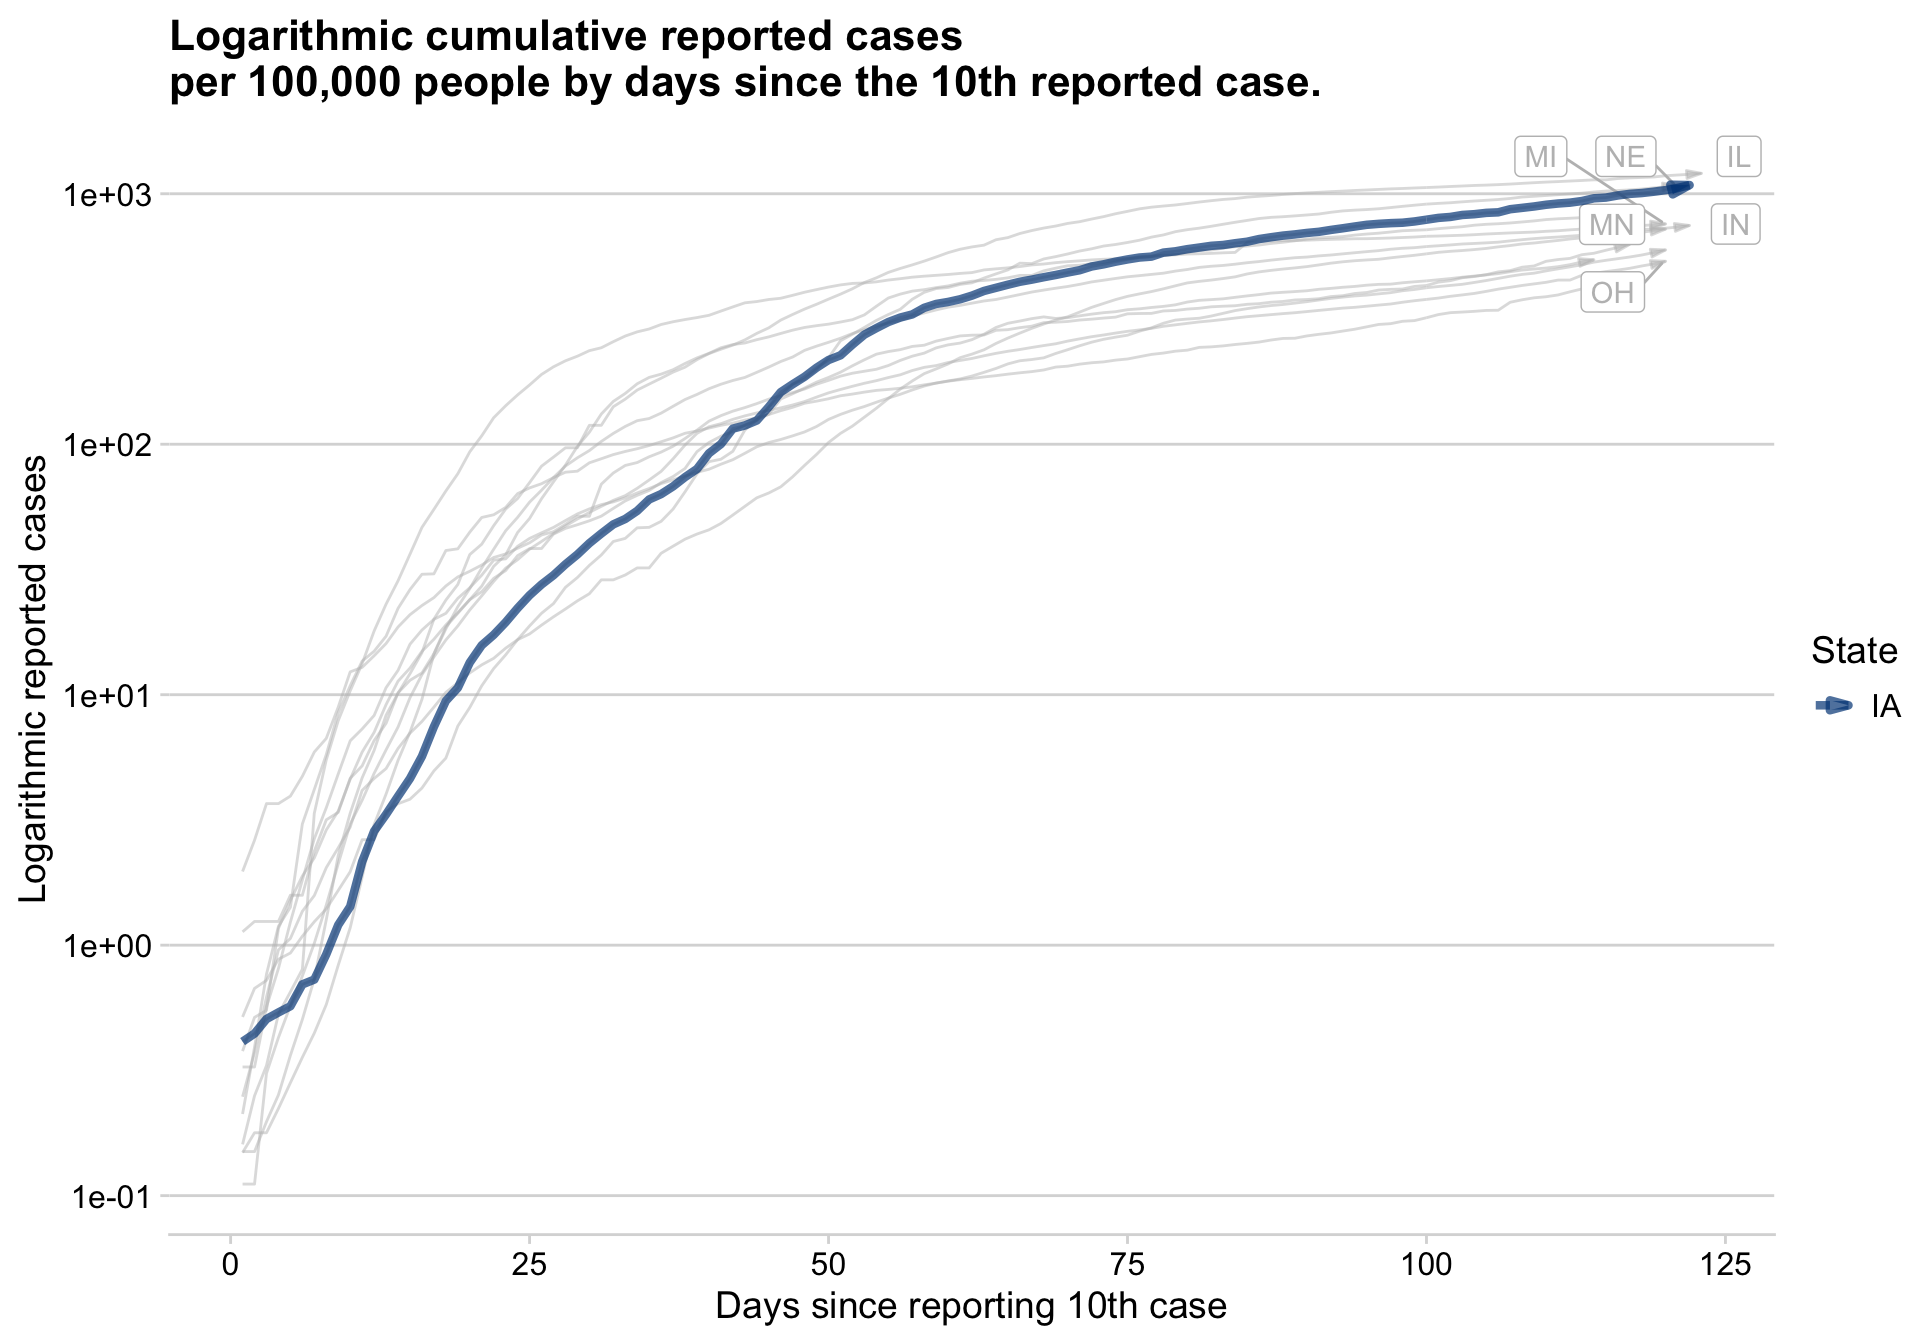 Logarithmic cumulative reported cases
per 100,000 people by days since the 10th reported case.
MI
NE
IL
MN
IN
OH
1e+03
1e+02
1e+01
1e+00
1e-01
Logarithmic reported cases
0
25
50
75
100
125
Days since reporting 10th case
State
IA